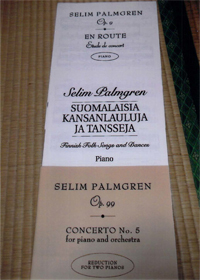 SELIM PALMGREN
Op. 9
EN ROUTE
Etude de concert
PIANO
Selim Palmgren
SUOMALAISIA
KANSANLAULUJA
JA TANSSEJA
Finnish Folk Songs and Dances
Piano
SELIM PALMGREN
Op. 99
CONCERTO No. 5
for piano and orchestra
REDUCTION
FOR TWO PIANOS